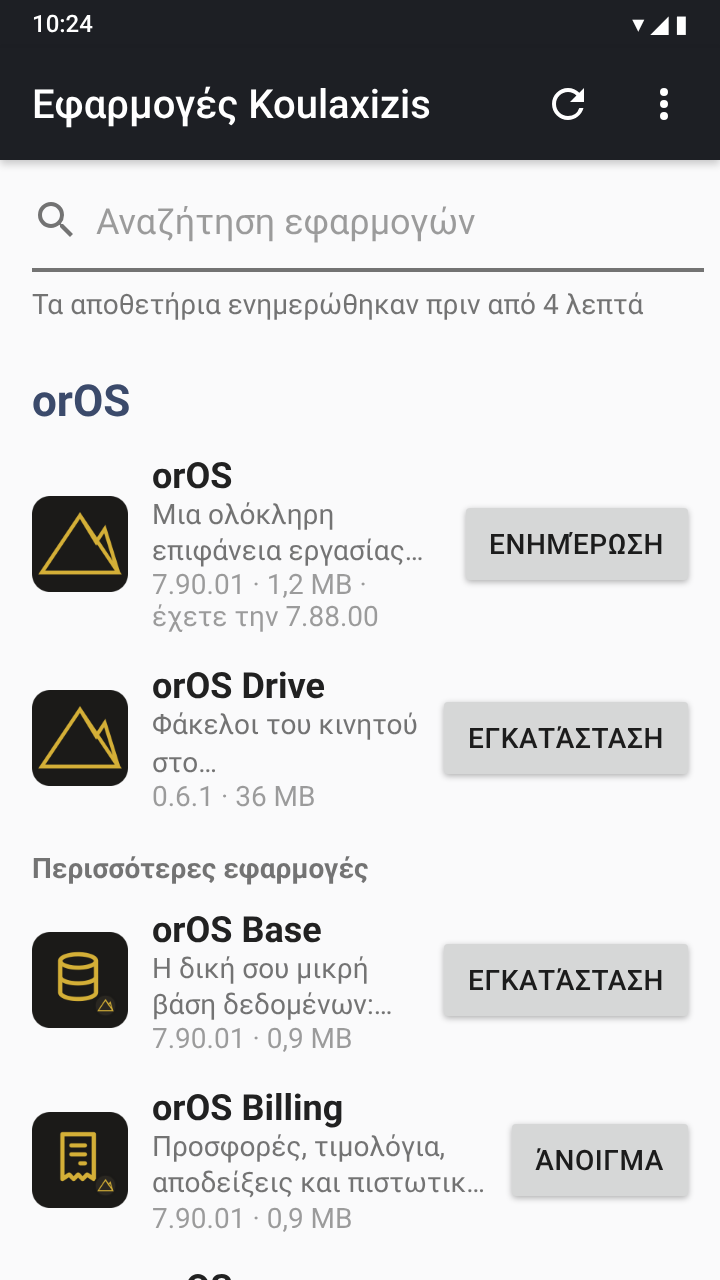 10:24
Εφαρμογές Koulaxizis
Αναζήτηση εφαρμογών
Τα αποθετήρια ενημερώθηκαν πριν από 4 λεπτά
orOS
orOS
Μια ολόκληρη
επιφάνεια εργασίας…
7.90.01 · 1,2 MB ·
έχετε την 7.88.00
ΕΝΗΜΈΡΩΣΗ
orOS Drive
Φάκελοι του κινητού
στο…
0.6.1 · 36 MB
ΕΓΚΑΤΆΣΤΑΣΗ
Περισσότερες εφαρμογές
orOS Base
Η δική σου μικρή
βάση δεδομένων:…
7.90.01 · 0,9 MB
ΕΓΚΑΤΆΣΤΑΣΗ
orOS Billing
Προσφορές, τιμολόγια,
αποδείξεις και πιστωτικ…
7.90.01 · 0,9 MB
ΆΝΟΙΓΜΑ